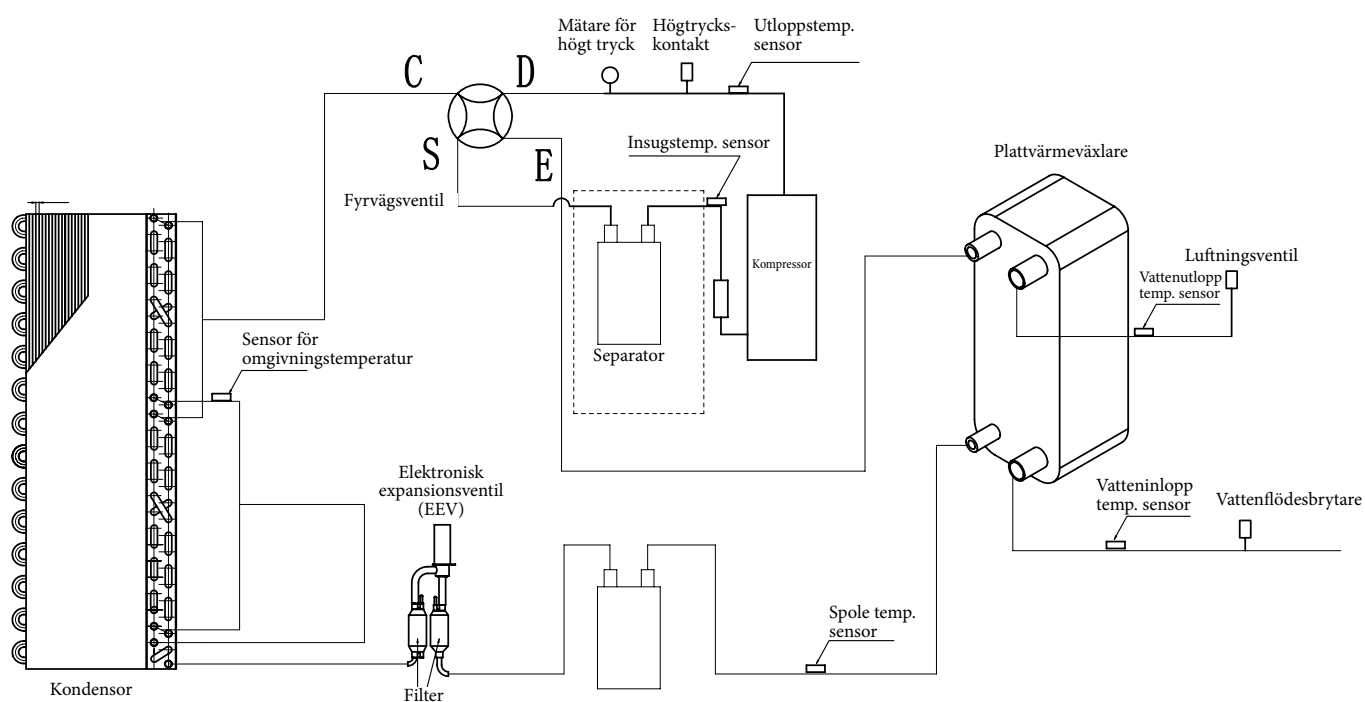 Mätare för
högt tryck
Högtrycks-
kontakt
Utloppstemp.
sensor
C
D
S
E
Insugstemp. sensor
Plattvärmeväxlare
Fyrvägsventil
Kompressor
Luftningsventil
Vattenutlopp
temp. sensor
Separator
Sensor för
omgivningstemperatur
Elektronisk
expansionsventil
(EEV)
Vatteninlopp
temp. sensor
Vattenflödesbrytare
Spole temp.
sensor
Kondensor
Filter